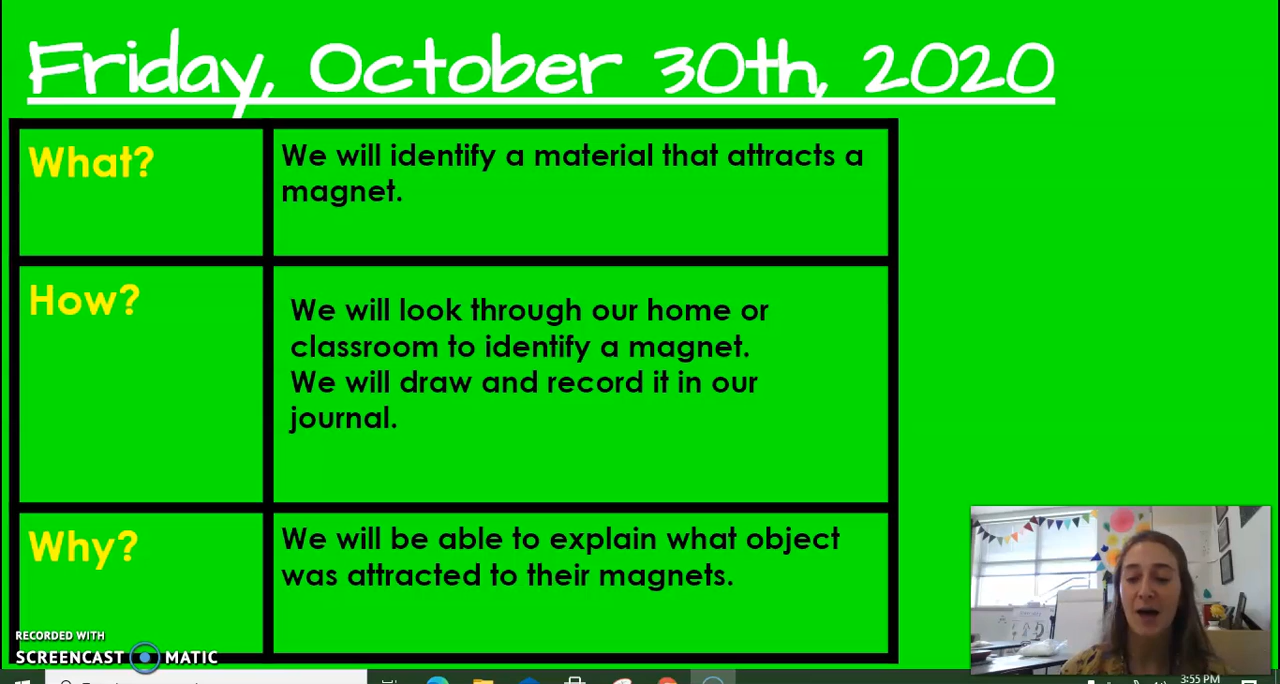 Friday, October 30th, 2020
What?
We will identify a material that attracts a
magnet.
How?
We will look through our home or
classroom to identify a magnet.
We will draw and record it in our
journal.
Why?
We will be able to explain what object
was attracted to their magnets.
RECORDED WITH
SCREENCAST MATIC
3:55 PM